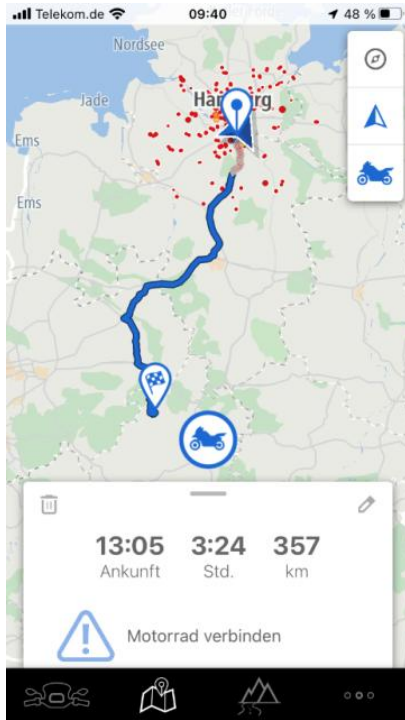 Telekom.de 09:40 48 %
Nordsee
Jade
Ems
Ems
13:05 3:24 357
Ankunft Std. km
Motorrad verbinden